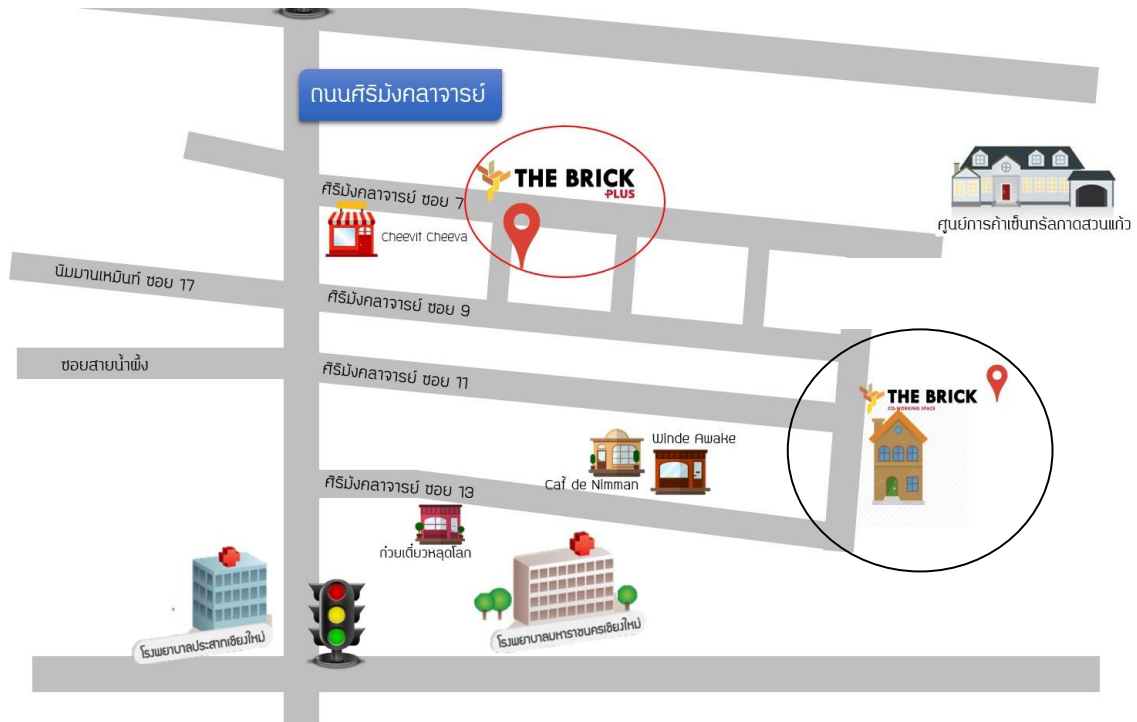 ถนนศิริมังคลาจารย์
THE BRICK
PLUS
ศิริมังคลาจารย์ ซอย 7
Cheevit Cheeva
ศูนย์การค้าเซ็นทรัลกาดสวนแก้ว
นิมมานเหมินท์ ซอย 17
ศิริมังคลาจารย์ ซอย 9
ซอยสายน้ำผึ้ง
ศิริมังคลาจารย์ ซอย 11
THE BRICK
CO-WORKING SPACE
Winde Awake
Caf de Nimman
ศิริมังคลาจารย์ ซอย 13
ก๋วยเตี๋ยวหลุดโลก
โรงพยาบาลประสาทเชียงใหม่
โรงพยาบาลมหาราชนครเชียงใหม่